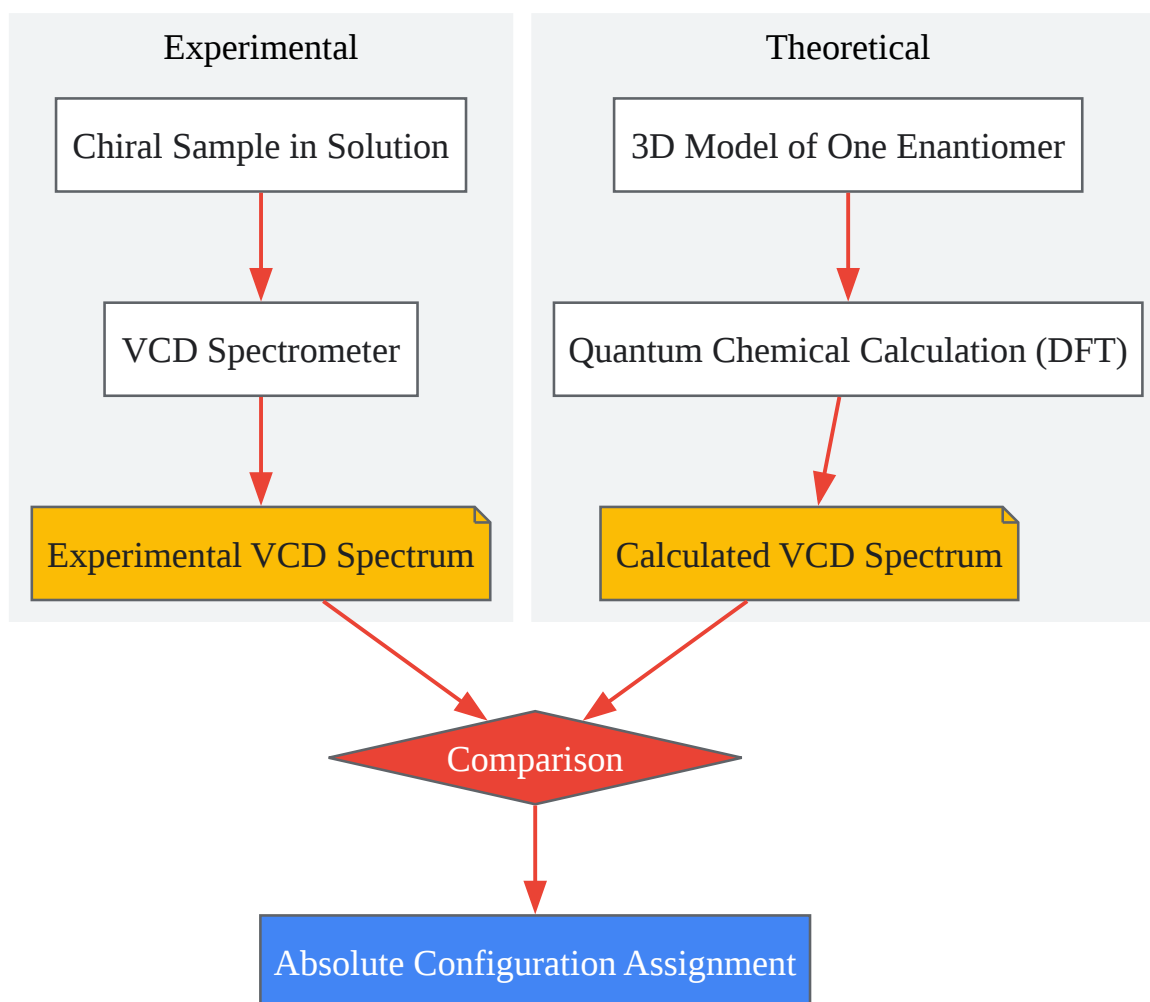 Experimental
Chiral Sample in Solution
VCD Spectrometer
Experimental VCD Spectrum
Theoretical
3D Model of One Enantiomer
Quantum Chemical Calculation (DFT)
Calculated VCD Spectrum
Comparison
Absolute Configuration Assignment